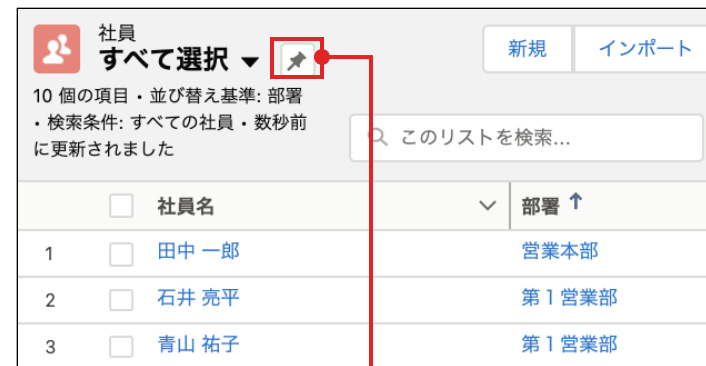 社員
すべて選択
新規
インポート
10 個の項目・並び替え基準: 部署
・検索条件: すべての社員・数秒前
に更新されました
このリストを検索...
社員名
部署
1
田中 一郎
営業本部
2
石井 亮平
第1営業部
3
青山 祐子
第1営業部